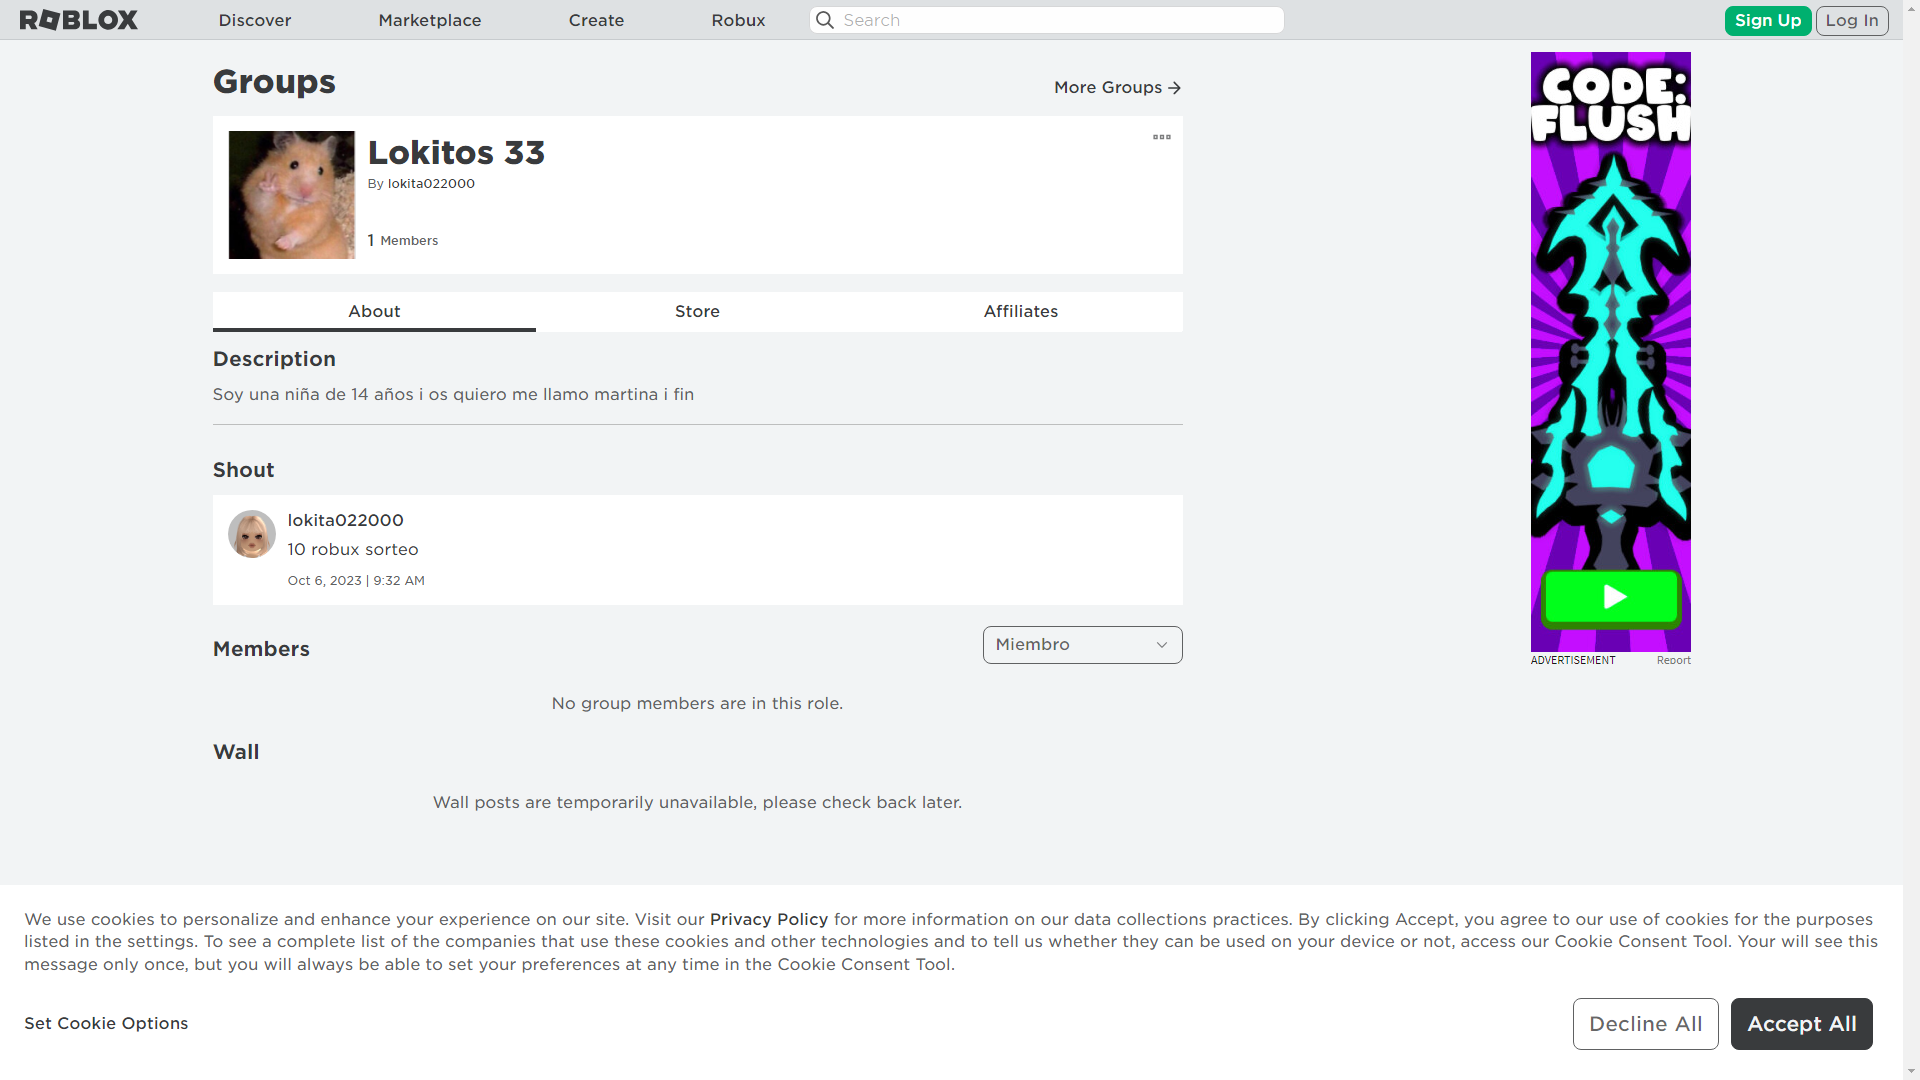 ROBLOX
Discover
Marketplace
Create
Robux
Search
Sign Up
Log In
Groups
More Groups
Lokitos 33
By lokita022000
1 Members
About
Store
Affiliates
Description
Soy una niña de 14 años i os quiero me llamo martina i fin
Shout
lokita022000
10 robux sorteo
Oct 6, 2023 | 9:32 AM
Members
Miembro
No group members are in this role.
Wall
Wall posts are temporarily unavailable, please check back later.
CODE:
FLUSH
ADVERTISEMENT
Report
We use cookies to personalize and enhance your experience on our site. Visit our Privacy Policy for more information on our data collections practices. By clicking Accept, you agree to our use of cookies for the purposes
listed in the settings. To see a complete list of the companies that use these cookies and other technologies and to tell us whether they can be used on your device or not, access our Cookie Consent Tool. Your will see this
message only once, but you will always be able to set your preferences at any time in the Cookie Consent Tool.
Set Cookie Options
Decline All
Accept All